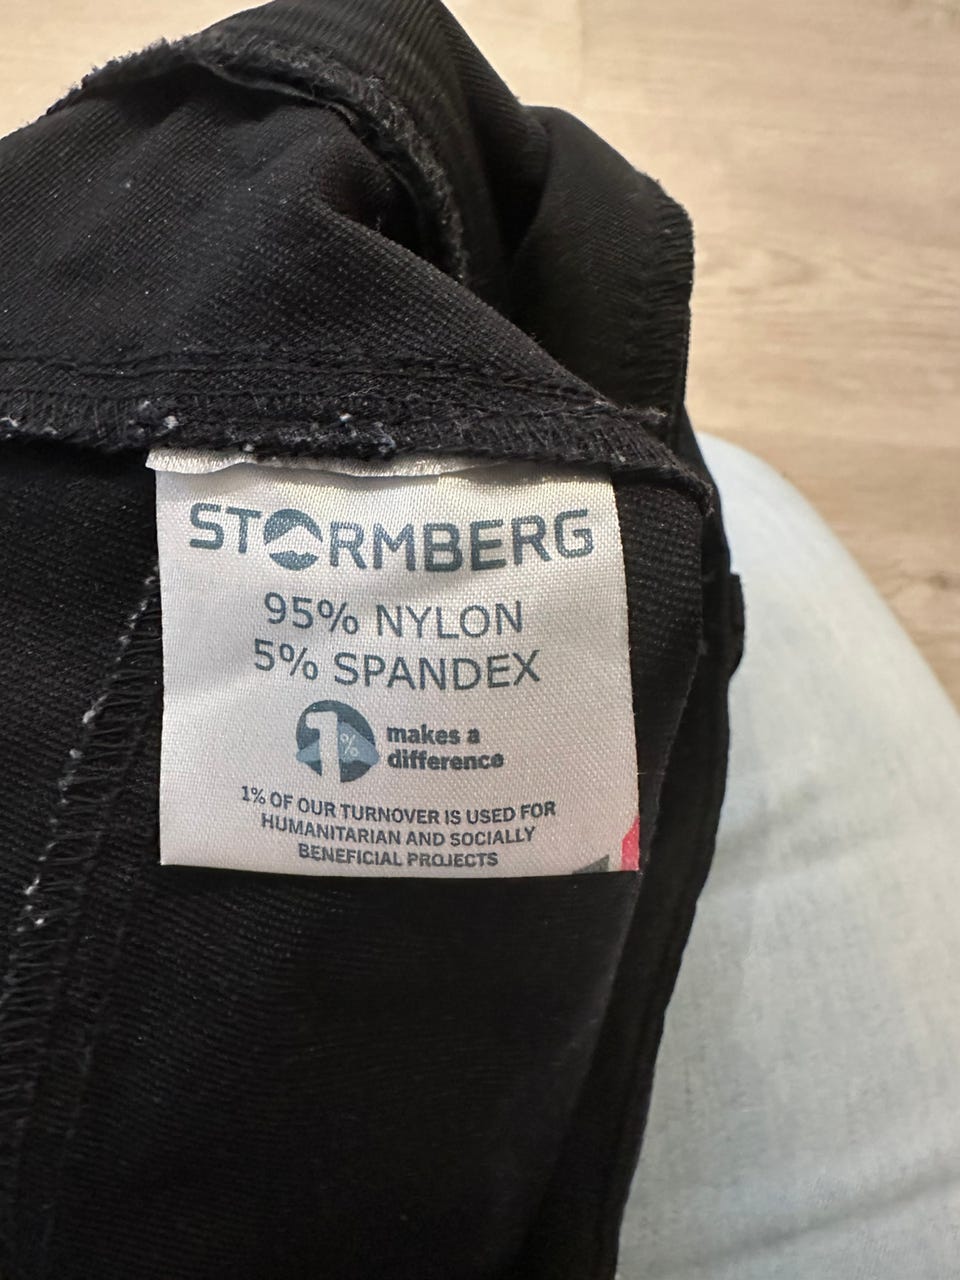 STORMBERG
95% NYLON
5% SPANDEX
1%
makes a
difference
1% OF OUR TURNOVER IS USED FOR
HUMANITARIAN AND SOCIALLY
BENEFICIAL PROJECTS